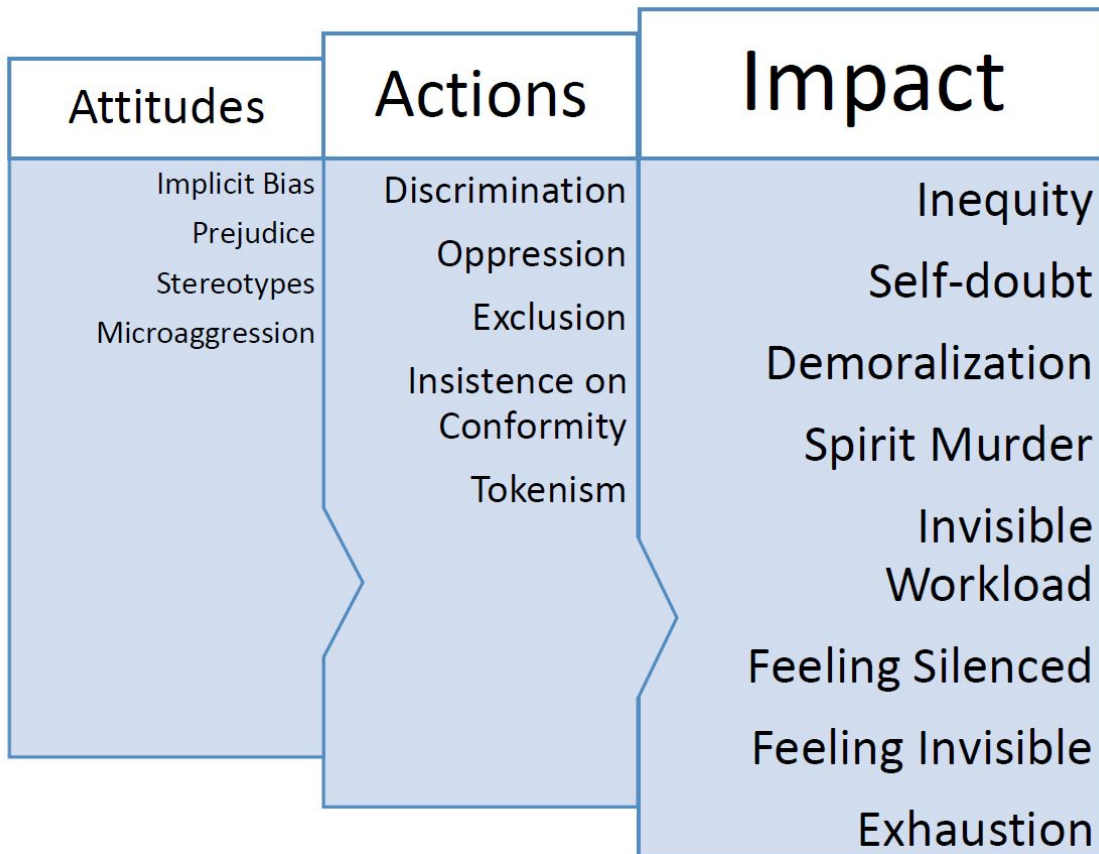 Attitudes
Implicit Bias
Prejudice
Stereotypes
Microaggression
Actions
Discrimination
Oppression
Exclusion
Insistence on
Conformity
Tokenism
Impact
Inequity
Self-doubt
Demoralization
Spirit Murder
Invisible
Workload
Feeling Silenced
Feeling Invisible
Exhaustion